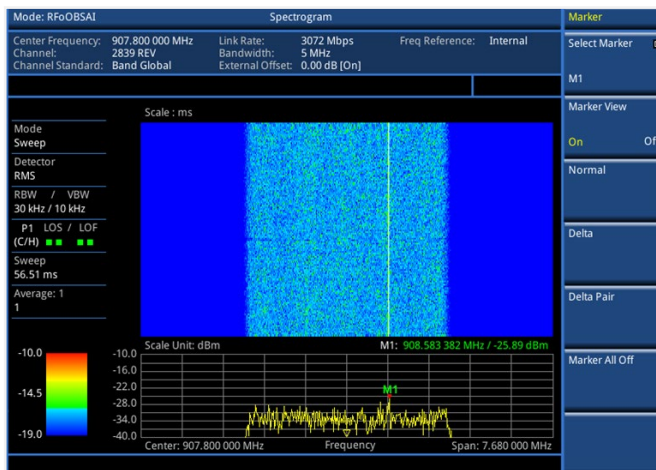 Mode: RFoOBSAI Spectrogram Marker
Center Frequency: 907.800 000 MHz Link Rate: 3072 Mbps Freq Reference: Internal
Channel: 2839 REV Bandwidth: 5 MHz
Channel Standard: Band Global External Offset: 0.00 dB [On]
Select Marker
M1
Marker View
On Of
Normal
Delta
Delta Pair
Marker All Off
Scale : ms
Mode
Sweep
Detector
RMS
RBW / VBW
30 kHz / 10 kHz
P1 LOS / LOF
(C/H)
Sweep
56.51 ms
Average: 1
1
Scale Unit: dBm M1: 908.583 382 MHz / -25.89 dBm
-10.0
-14.5
-19.0
-10.0
-16.0
-22.0
-28.0
-34.0
-40.0
M1
Center: 907.800 000 MHz Frequency Span: 7.680 000 MHz